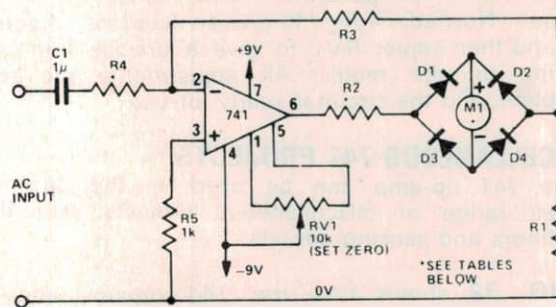 R3
C1
1μ
R4
+9V
2
7
741
6
R2
D1
D2
+
M1
-
3
+
4
1
5
D3
D4
AC
INPUT
R5
1k
RV1
10k
(SET ZERO)
R1
-9V
*SEE TABLES
BELOW
0V